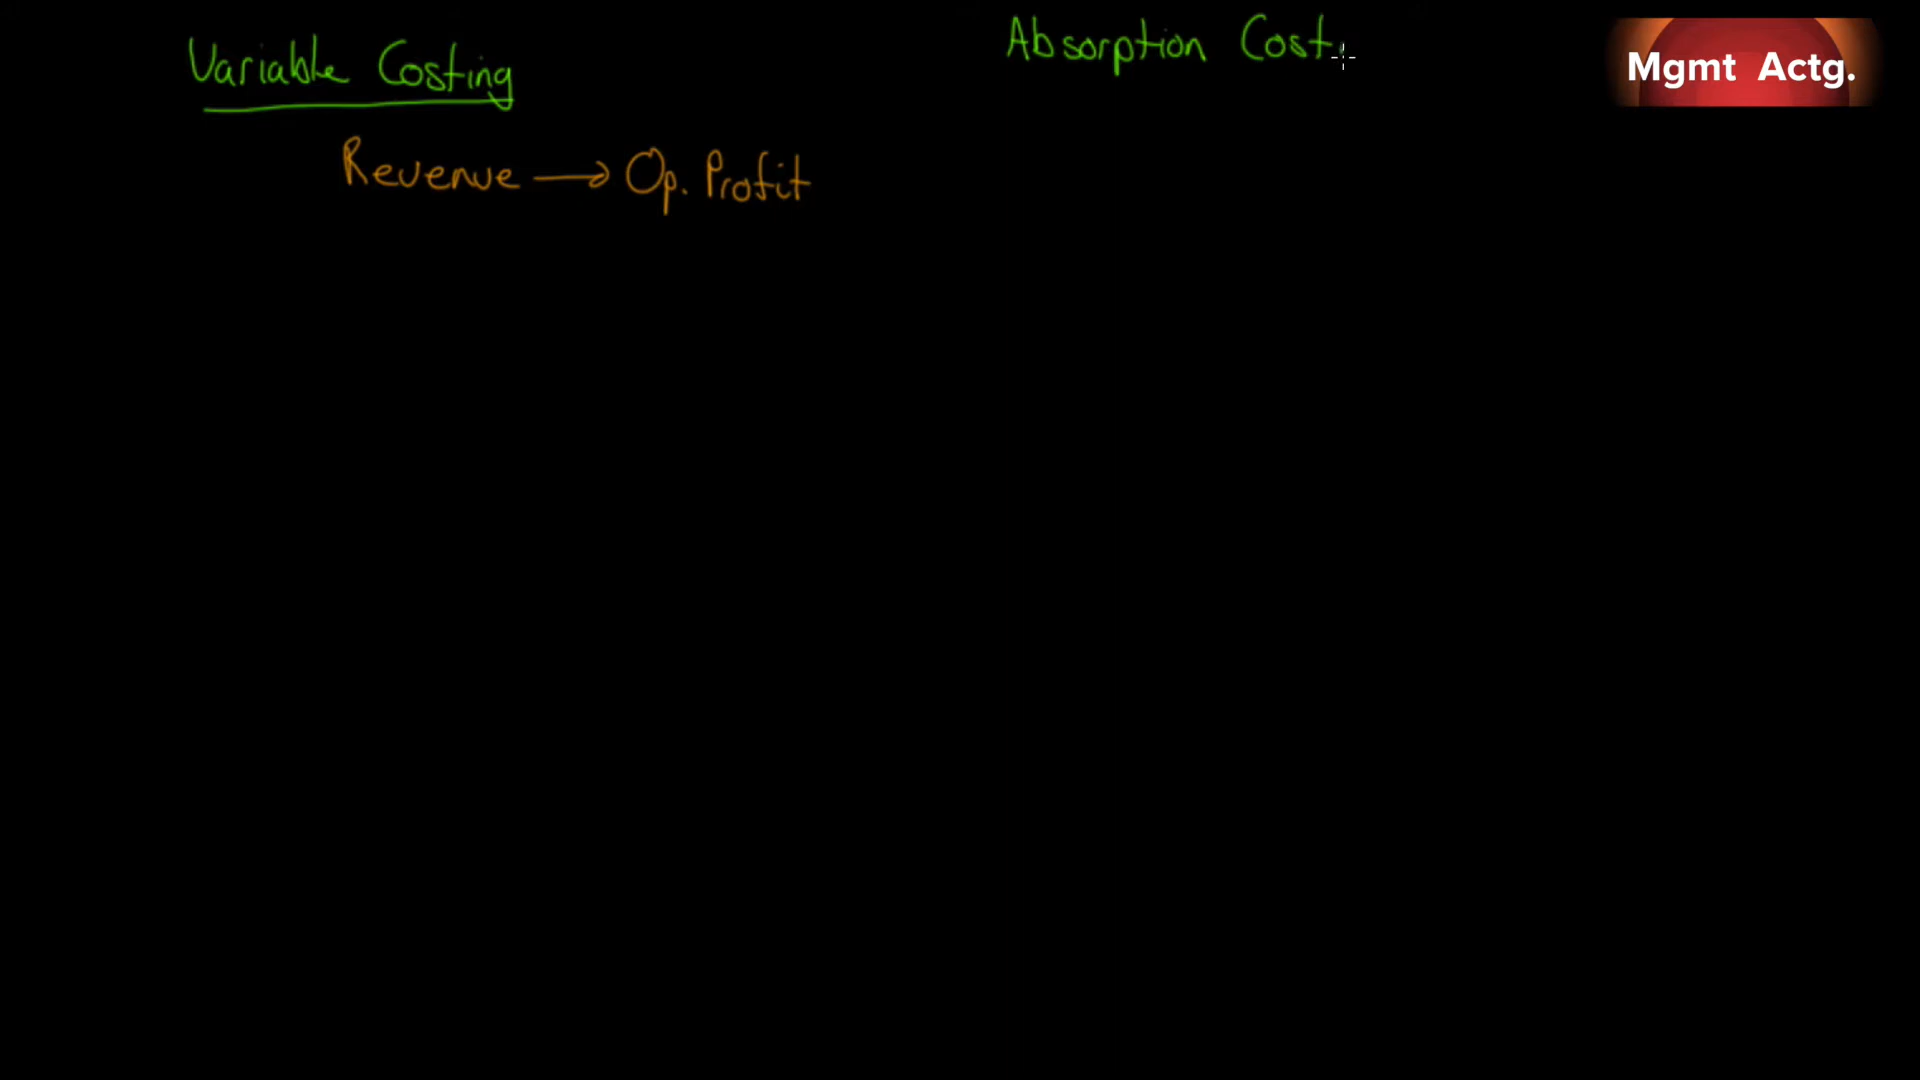 Variable Costing
Absorption Cost
Mgmt Actg.
Revenue → Op. Profit